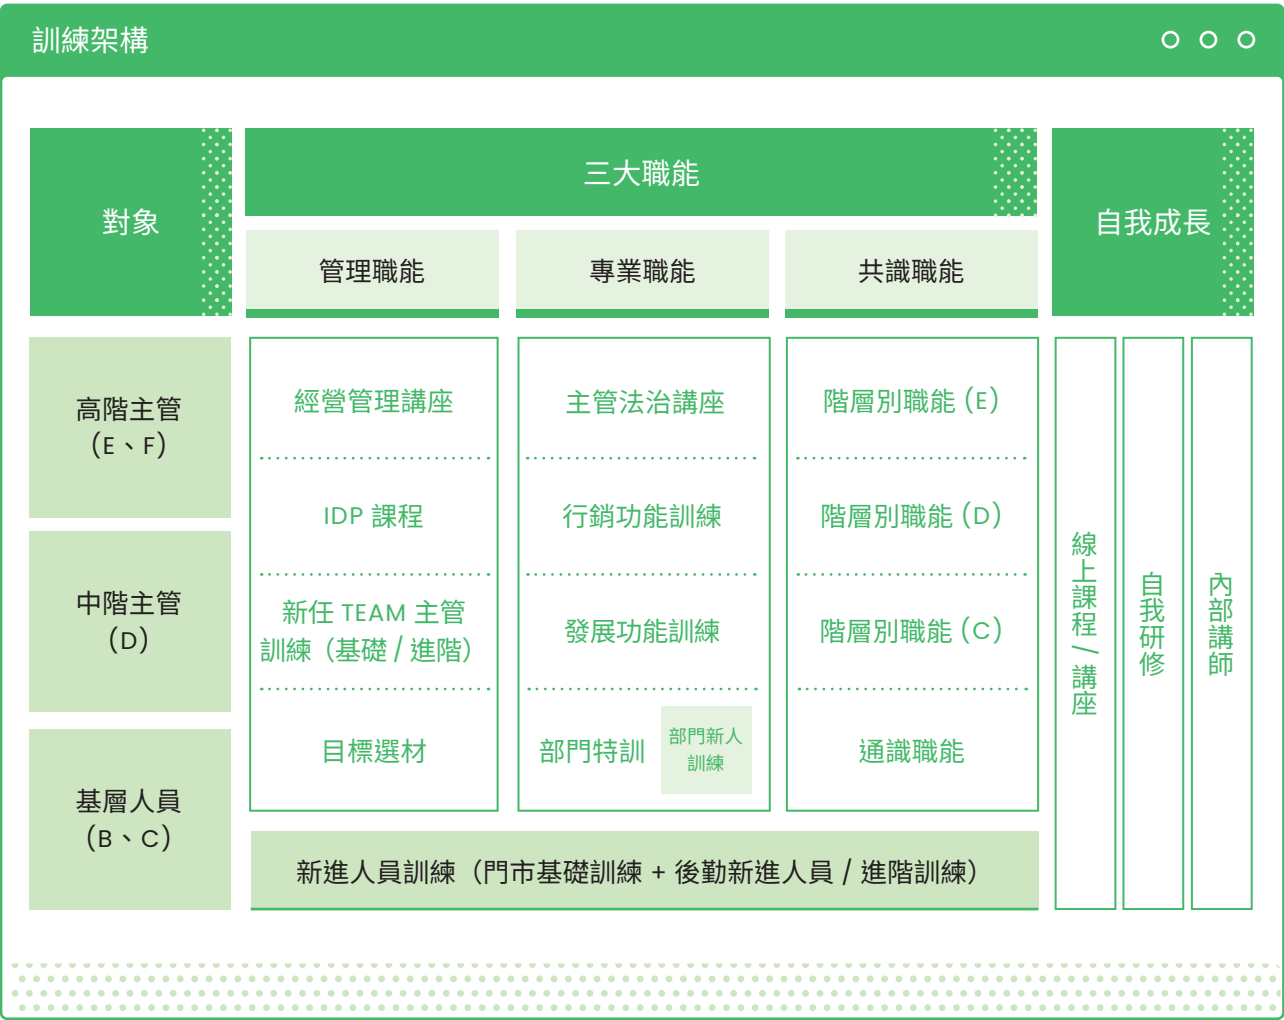 訓練架構
對象
三大職能
自我成長
管理職能
專業職能
共識職能
高階主管
（E、F）
中階主管
（D）
基層人員
（B、C）
經營管理講座
主管法治講座
階層別職能（E）
IDP 課程
行銷功能訓練
階層別職能（D）
新任 TEAM 主管
訓練（基礎 / 進階）
發展功能訓練
階層別職能（C）
目標選材
部門特訓
部門新人
訓練
通識職能
新進人員訓練（門市基礎訓練 + 後勤新進人員 / 進階訓練）
線上課程 / 講座
自我研修
內部講師